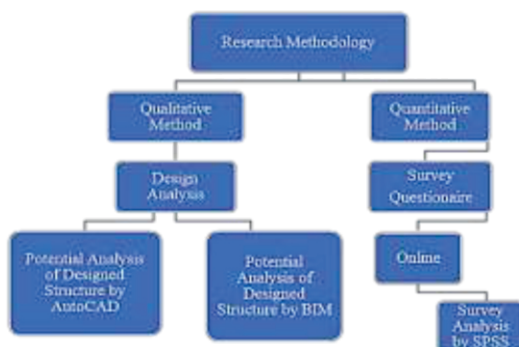 Research Methodology
Qualitative
Method
Quantitative
Method
Design
Analysis
Survey
Questionaire
Potential Analysis
of Designed
Structure by
AutoCAD
Potential
Analysis of
Designed
Structure by BIM
Online
Survey
Analysis
by SPSS